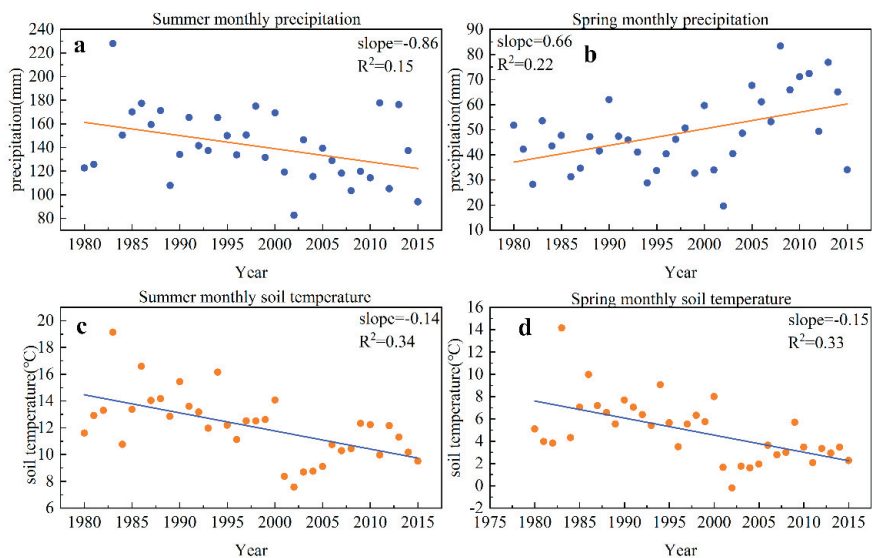 Summer monthly precipitation
a
slope=-0.86
R²=0.15
precipitation(mm)
240
220
200
180
160
140
120
100
80
1980 1985 1990 1995 2000 2005 2010 2015
Year
Spring monthly precipitation
slope=0.66
R²=0.22
b
precipitation(mm)
90
80
70
60
50
40
30
20
10
1980 1985 1990 1995 2000 2005 2010 2015
Year
Summer monthly soil temperature
c
slope=-0.14
R²=0.34
soil temperature(°C)
20
18
16
14
12
10
8
6
1980 1985 1990 1995 2000 2005 2010 2015
Year
Spring monthly soil temperature
d
slope=-0.15
R²=0.33
soil temperature(°C)
16
14
12
10
8
6
4
2
0
-2
1975 1980 1985 1990 1995 2000 2005 2010 2015
Year